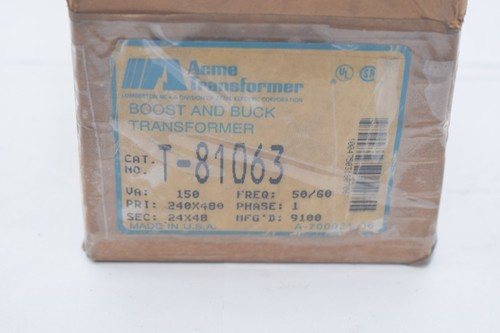 Acme
Transformer
BOOST AND BUCK
TRANSFORMER
CAT.
NO. T-81063
VA: 150 FREQ: 50/60
PRI: 240X480 PHASE: 1
SEC: 24X48 MFG'D: 9100
MADE IN U.S.A.
UL